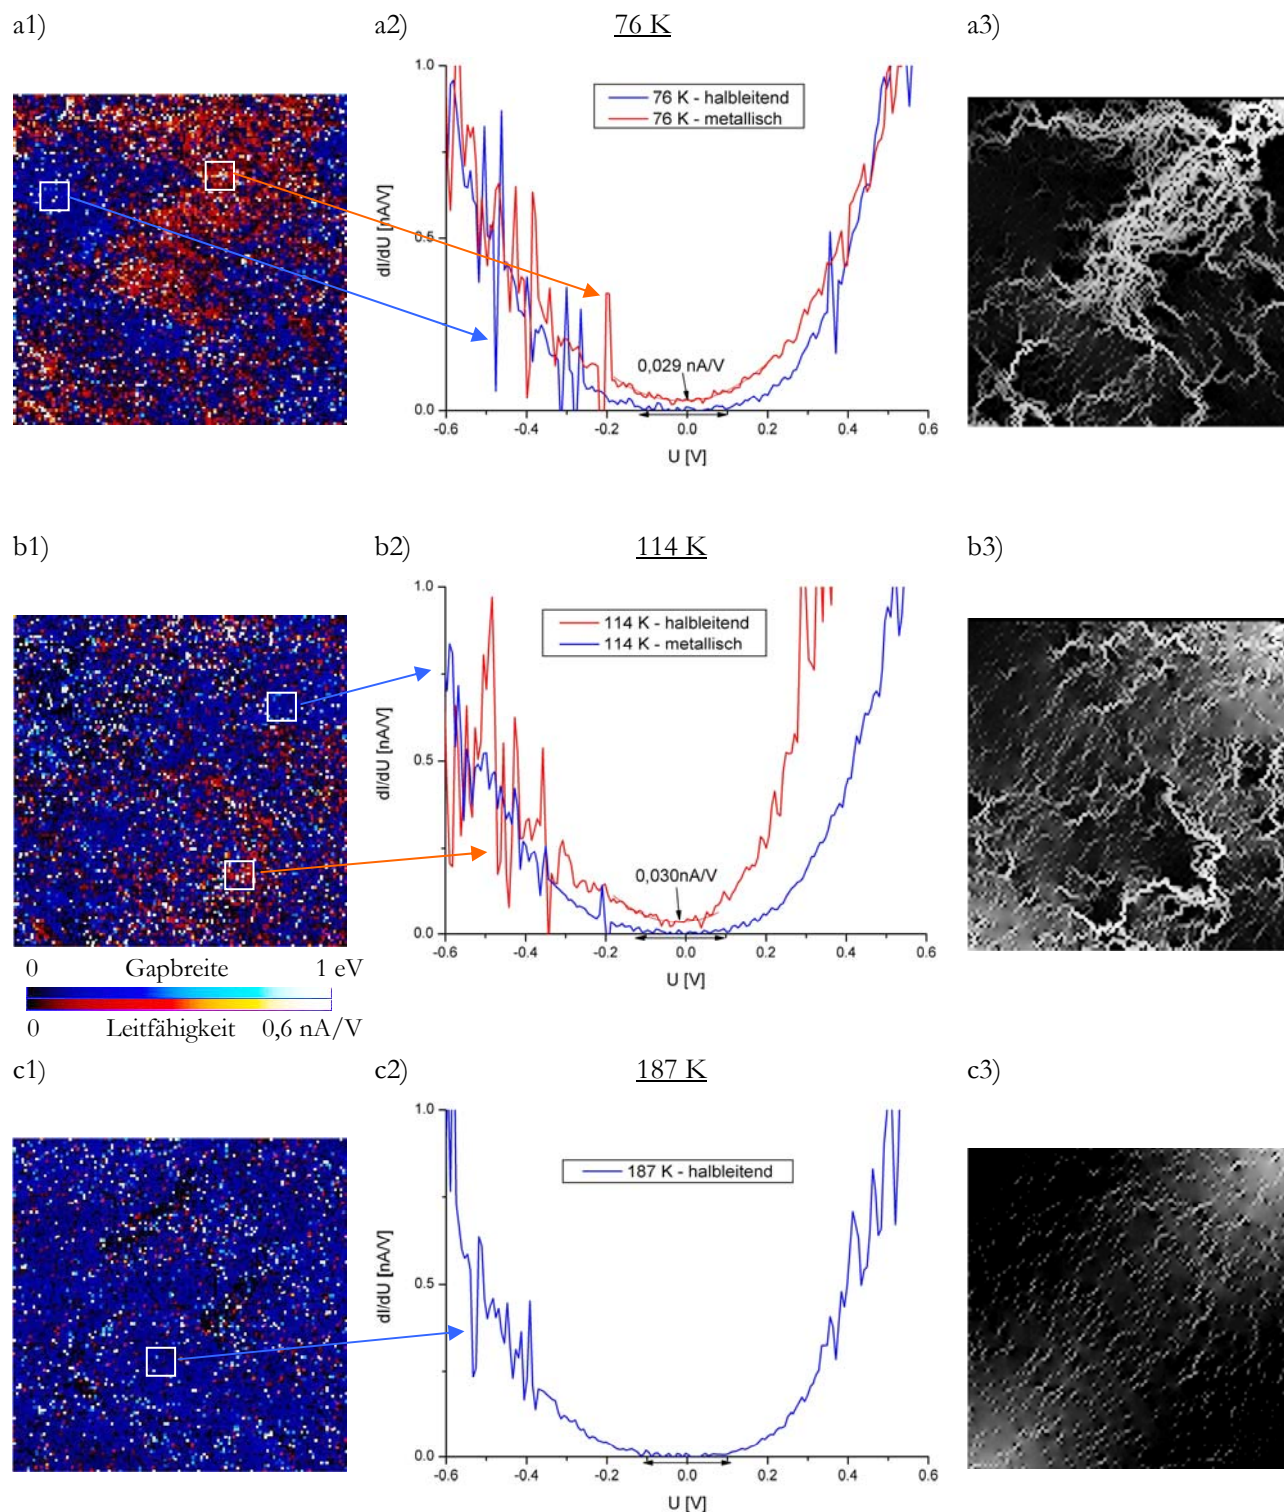 a1)
a2)
76 K
a3)
1.0
0.5
0.0
dI/dU [nA/V]
76 K - halbleitend
76 K - metallisch
0,029 nA/V
-0.6 -0.4 -0.2 0.0 0.2 0.4 0.6
U [V]
b1)
b2)
114 K
b3)
1.0
0.5
0.0
dI/dU [nA/V]
114 K - halbleitend
114 K - metallisch
0,030nA/V
-0.6 -0.4 -0.2 0.0 0.2 0.4 0.6
U [V]
0 Gapbreite 1 eV
0 Leitfähigkeit 0,6 nA/V
c1)
c2)
187 K
c3)
1.0
0.5
0.0
dI/dU [nA/V]
187 K - halbleitend
-0.6 -0.4 -0.2 0.0 0.2 0.4 0.6
U [V]